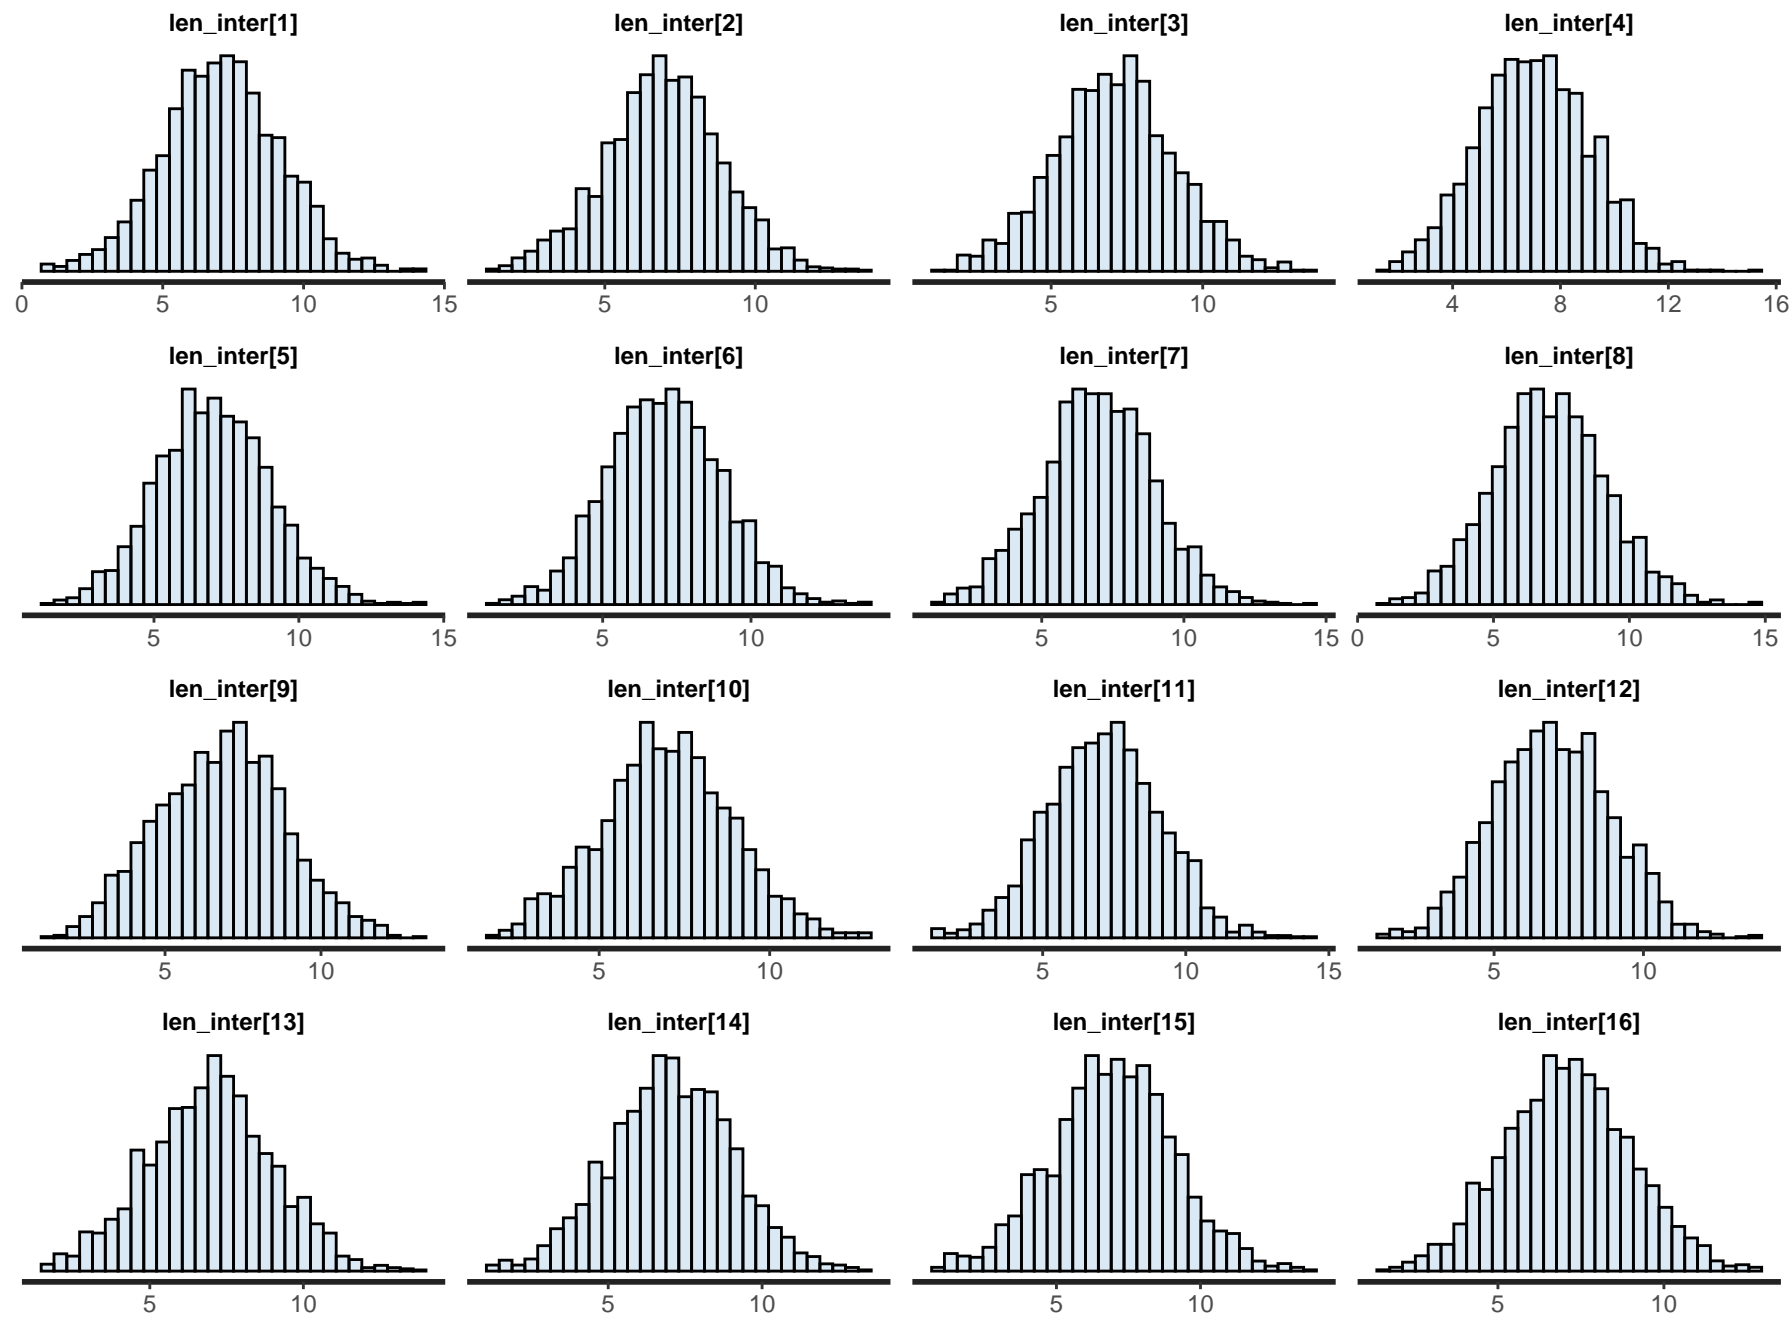 len_inter[1] len_inter[2] len_inter[3] len_inter[4]
0 5 10 15 5 10 5 10 4 8 12 16
len_inter[5] len_inter[6] len_inter[7] len_inter[8]
5 10 15 5 10 5 10 15 0 5 10 15
len_inter[9] len_inter[10] len_inter[11] len_inter[12]
5 10 5 10 5 10 15 5 10
len_inter[13] len_inter[14] len_inter[15] len_inter[16]
5 10 5 10 5 10 5 10